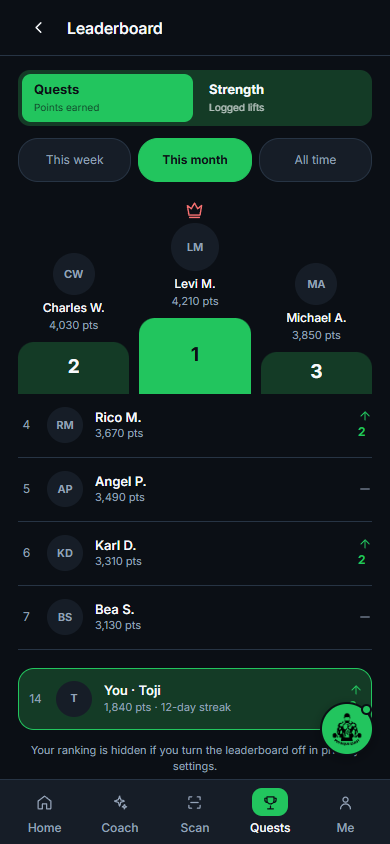 Leaderboard
Quests
Points earned
Strength
Logged lifts
This week
This month
All time
LM
Levi M.
4,210 pts
CW
Charles W.
4,030 pts
MA
Michael A.
3,850 pts
2
1
3
4
RM
Rico M.
3,670 pts
2
5
AP
Angel P.
3,490 pts
6
KD
Karl D.
3,310 pts
2
7
BS
Bea S.
3,130 pts
14
T
You · Toji
1,840 pts · 12-day streak
Your ranking is hidden if you turn the leaderboard off in
settings.
Home
Coach
Scan
Quests
Me